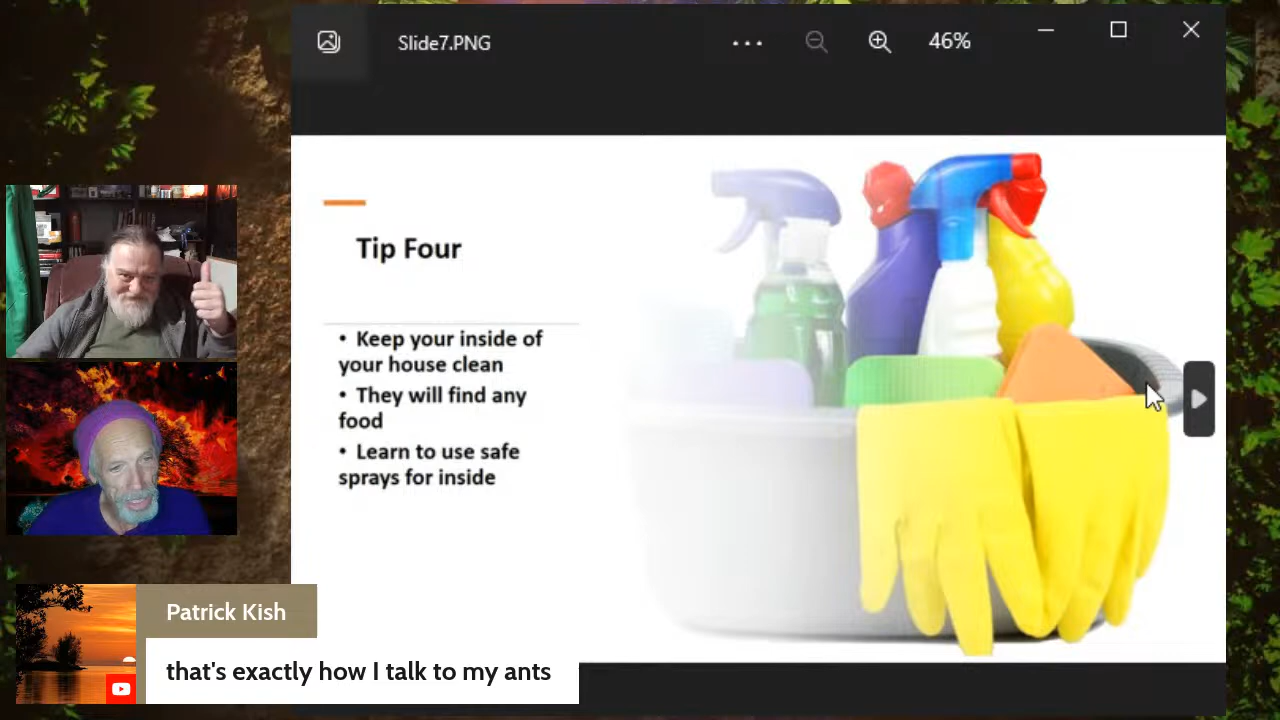 Slide7.PNG
46%
Tip Four
• Keep your inside of
your house clean
• They will find any
food
• Learn to use safe
sprays for inside
Patrick Kish
that's exactly how I talk to my ants